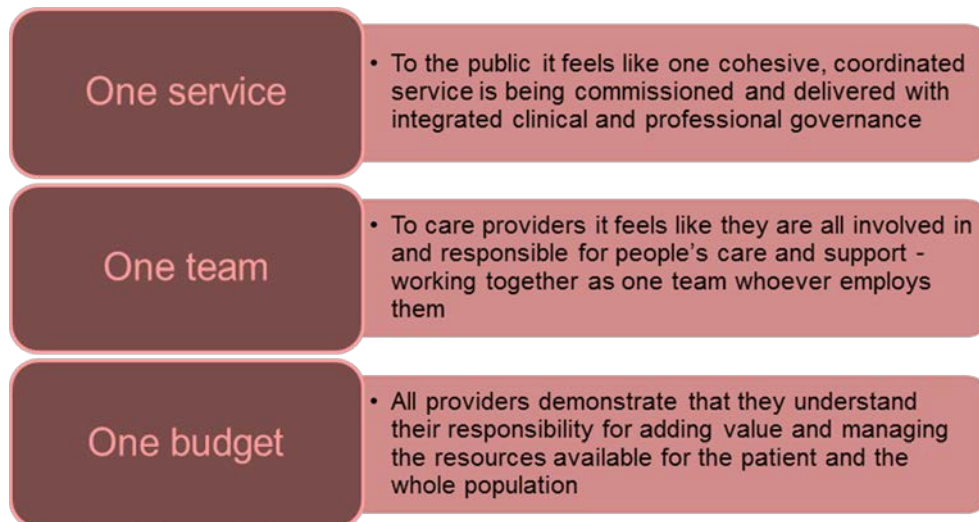 One service
• To the public it feels like one cohesive, coordinated
service is being commissioned and delivered with
integrated clinical and professional governance
One team
• To care providers it feels like they are all involved in
and responsible for people’s care and support -
working together as one team whoever employs
them
One budget
• All providers demonstrate that they understand
their responsibility for adding value and managing
the resources available for the patient and the
whole population